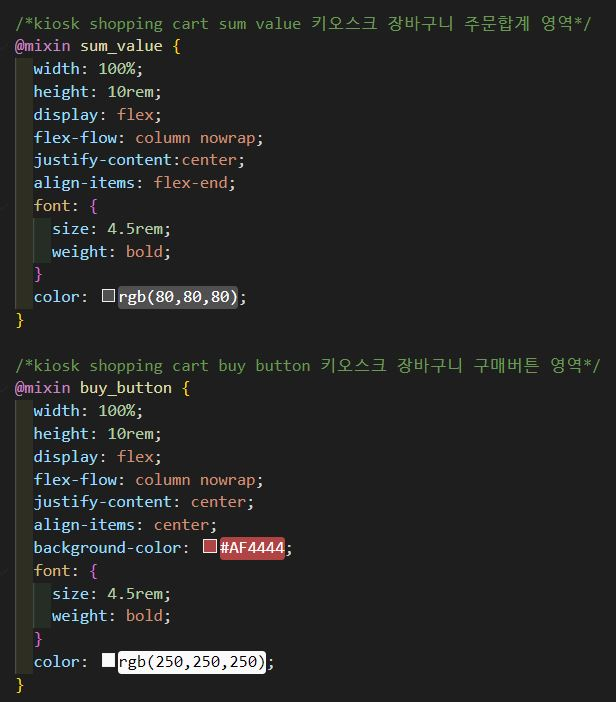 /*kiosk shopping cart sum value 키오스크 장바구니 주문합계 영역*/
@mixin sum_value {
width: 100%;
height: 10rem;
display: flex;
flex-flow: column nowrap;
justify-content:center;
align-items: flex-end;
font: {
size: 4.5rem;
weight: bold;
}
color: rgb(80,80,80);
}
/*kiosk shopping cart buy button 키오스크 장바구니 구매버튼 영역*/
@mixin buy_button {
width: 100%;
height: 10rem;
display: flex;
flex-flow: column nowrap;
justify-content: center;
align-items: center;
background-color: #AF4444;
font: {
size: 4.5rem;
weight: bold;
}
color: rgb(250,250,250);
}